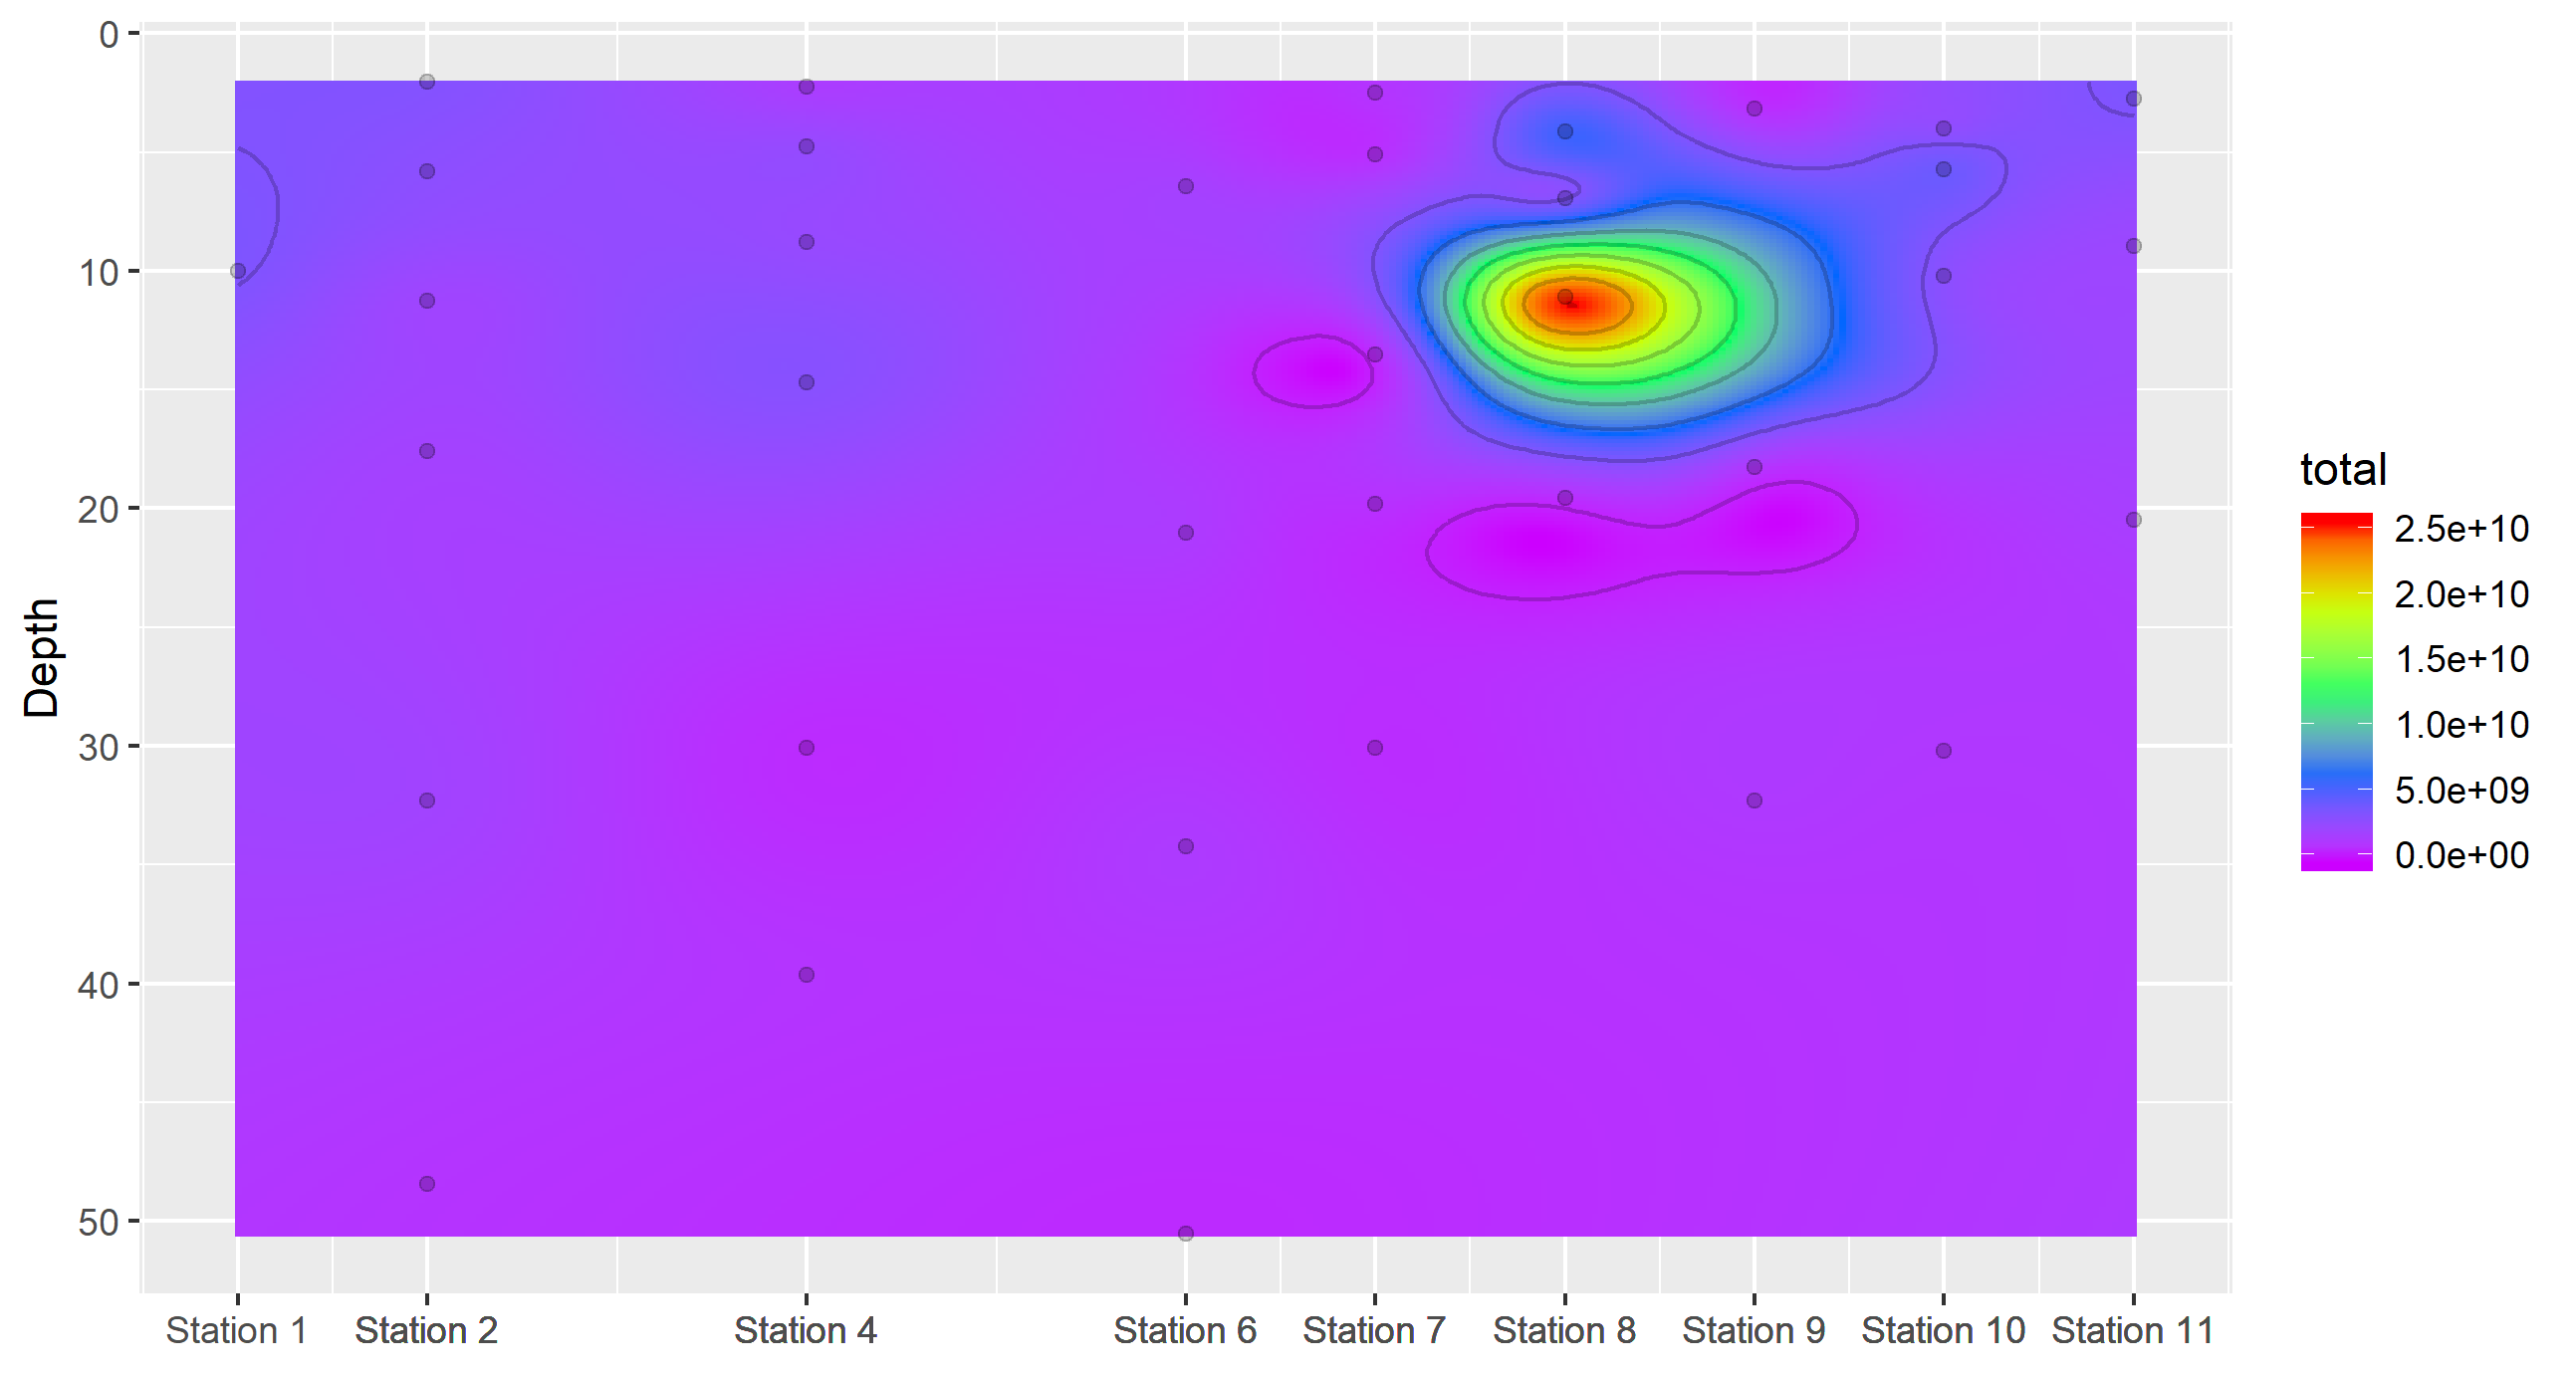 0
10
20
30
40
50
Depth
Station 1
Station 2
Station 4
Station 6
Station 7
Station 8
Station 9
Station 10
Station 11
total
2.5e+10
2.0e+10
1.5e+10
1.0e+10
5.0e+09
0.0e+00